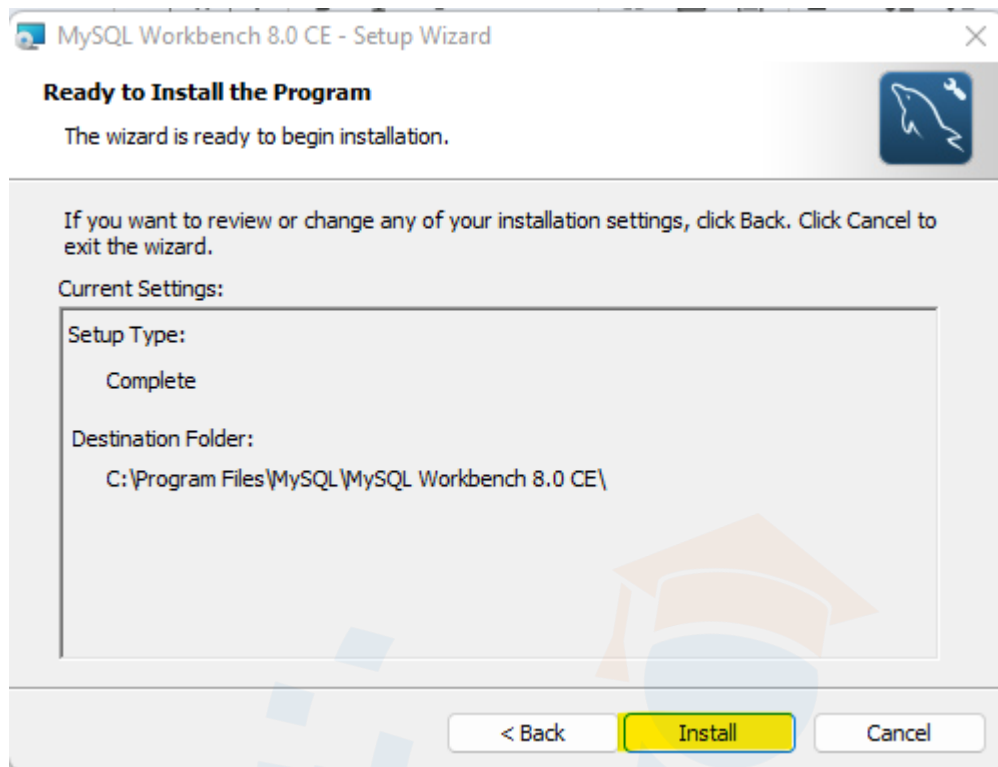 MySQL Workbench 8.0 CE - Setup Wizard
Ready to Install the Program
The wizard is ready to begin installation.
If you want to review or change any of your installation settings, click Back. Click Cancel to
exit the wizard.
Current Settings:
Setup Type:
Complete
Destination Folder:
C:\Program Files\MySQL\MySQL Workbench 8.0 CE\
< Back
Install
Cancel